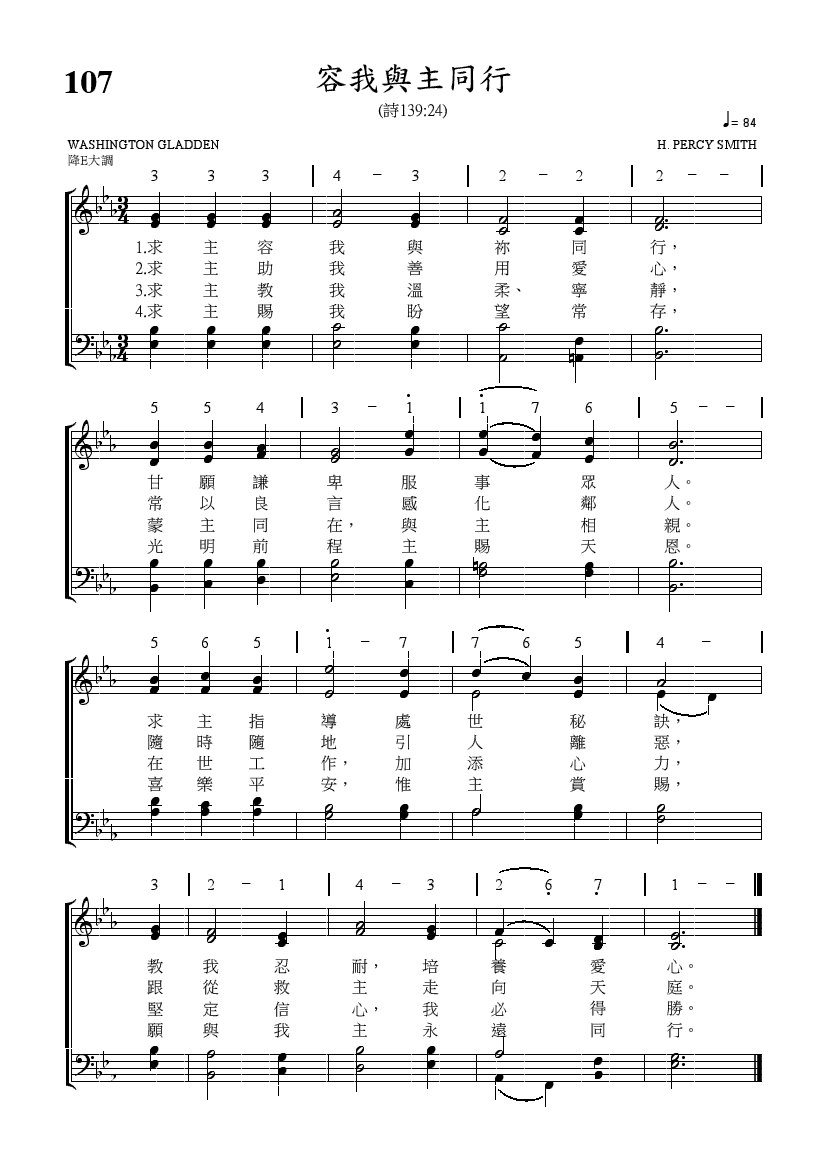 107
容我與主同行
(詩139:24)
♩= 84
WASHINGTON GLADDEN
H. PERCY SMITH
降E大調
3 3 3 | 4 – 3 | 2 – 2 | 2 – – |
1.求 主 容 我 與 祢 同 行，
2.求 主 助 我 善 用 愛 心，
3.求 主 教 我 溫 柔、 寧 靜，
4.求 主 賜 我 盼 望 常 存，
5 5 4 | 3 – 1̇ | 1̇ 7 6 | 5 – – |
甘 願 謙 卑 服 事 眾 人。
常 以 良 言 感 化 鄰 人。
蒙 主 同 在， 與 主 相 親。
光 明 前 程 主 賜 天 恩。
5 6 5 | 1̇ – 7 | 7 6 5 | 4 – |
求 主 指 導 處 世 秘 訣，
隨 時 隨 地 引 人 離 惡，
在 世 工 作， 加 添 心 力，
喜 樂 平 安， 惟 主 賞 賜，
3 | 2 – 1 | 4 – 3 | 2 6̣ 7̣ | 1 – – ‖
教 我 忍 耐， 培 養 愛 心。
跟 從 救 主 走 向 天 庭。
堅 定 信 心， 我 必 得 勝。
願 與 我 主 永 遠 同 行。